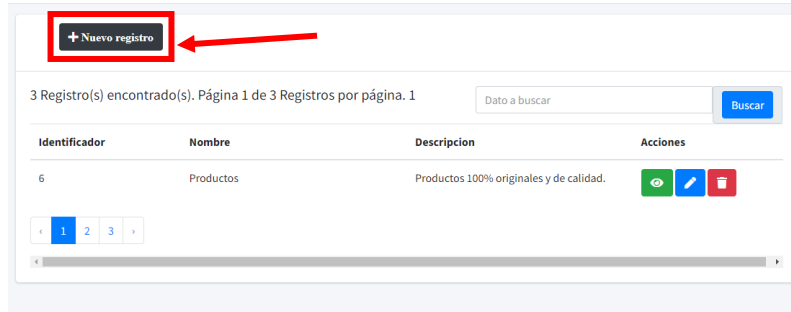 + Nuevo registro
3 Registro(s) encontrado(s). Página 1 de 3 Registros por página. 1
Dato a buscar
Buscar
Identificador Nombre Descripcion Acciones
6 Productos Productos 100% originales y de calidad.
‹ 1 2 3 ›